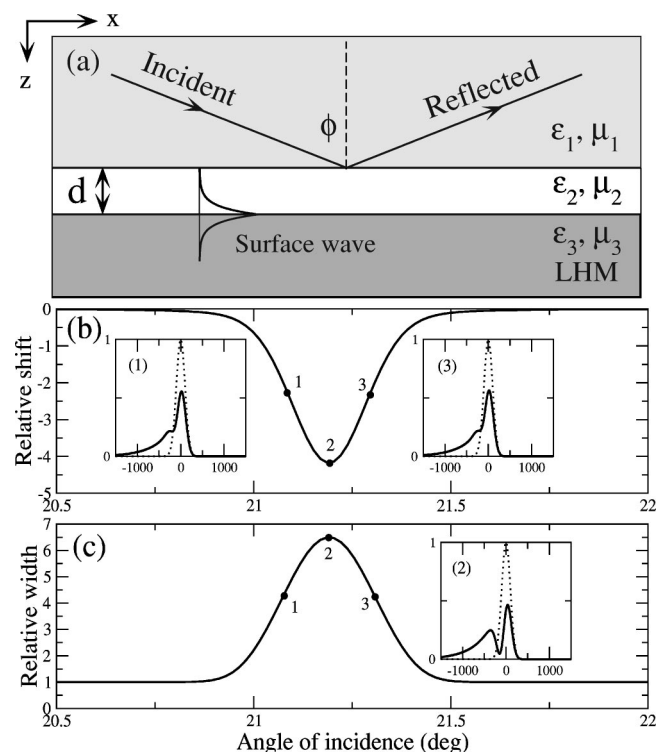 x
z
(a)
Incident
Reflected
ϕ
ε1, μ1
d
ε2, μ2
Surface wave
ε3, μ3
LHM
(b)
Relative shift
0
-1
-2
-3
-4
-5
1
(1)
0
-1000 0 1000
1
2
3
1
(3)
0
-1000 0 1000
20.5 21 21.5 22
(c)
Relative width
7
6
5
4
3
2
1
0
1
2
3
1
(2)
0
-1000 0 1000
20.5 21 21.5 22
Angle of incidence (deg)